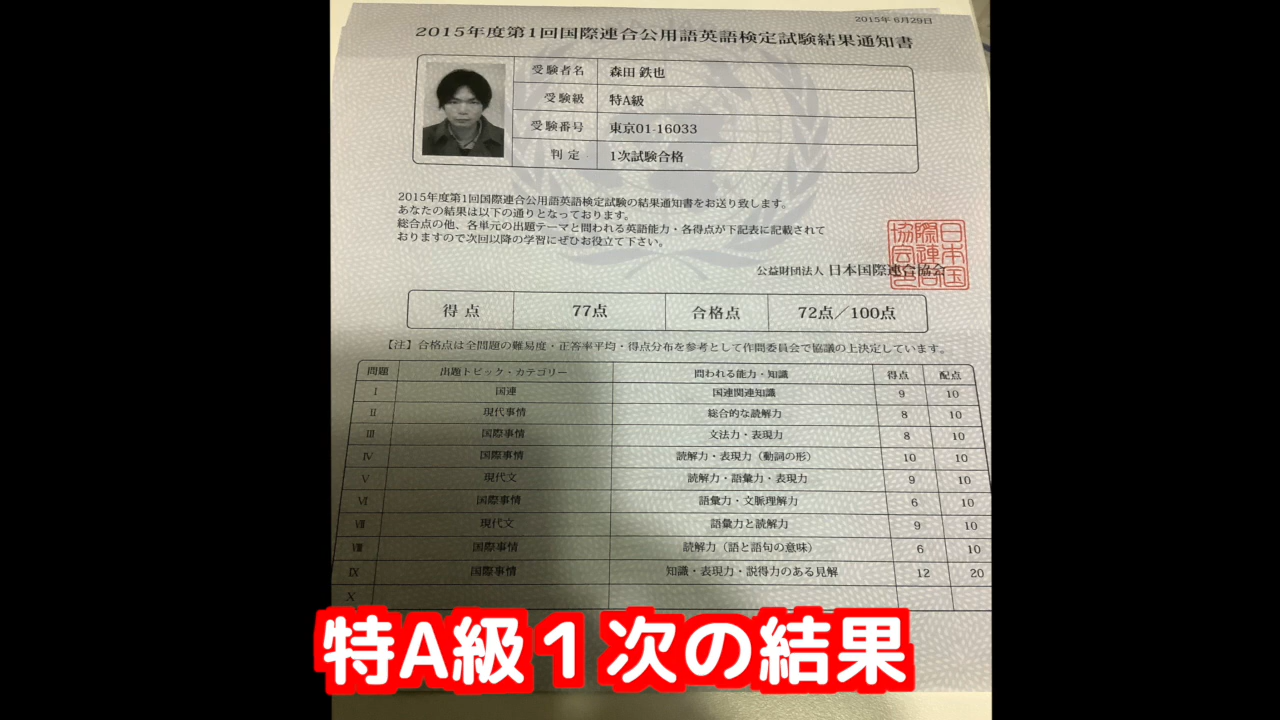 2015年6月29日
2015年度第1回国際連合公用語英語検定試験結果通知書
受験者名 森田 鉄也
受験級 特A級
受験番号 東京01-16033
判定 1次試験合格
2015年度第1回国際連合公用語英語検定試験の結果通知書をお送り致します。
あなたの結果は以下の通りとなっております。
総合点の他、各単元の出題テーマと問われる英語能力・各得点が下記表に記載されて
おりますので次回以降の学習にぜひお役立て下さい。
公益財団法人 日本国際連合協会
日本国際連合協会之印
得点 77点 合格点 72点／100点
【注】合格点は全問題の難易度・正答率平均・得点分布を参考として作問委員会で協議の上決定しています。
問題 出題トピック・カテゴリー 問われる能力・知識 得点 配点
I 国連 国連関連知識 9 10
II 現代事情 総合的な読解力 8 10
III 国際事情 文法力・表現力 8 10
IV 国際事情 読解力・表現力（動詞の形） 10 10
V 現代文 読解力・語彙力・表現力 9 10
VI 国際事情 語彙力・文脈理解力 6 10
VII 現代文 語彙力と読解力 9 10
VIII 国際事情 読解力（語と語句の意味） 6 10
IX 国際事情 知識・表現力・説得力のある見解 12 20
X
特A級１次の結果